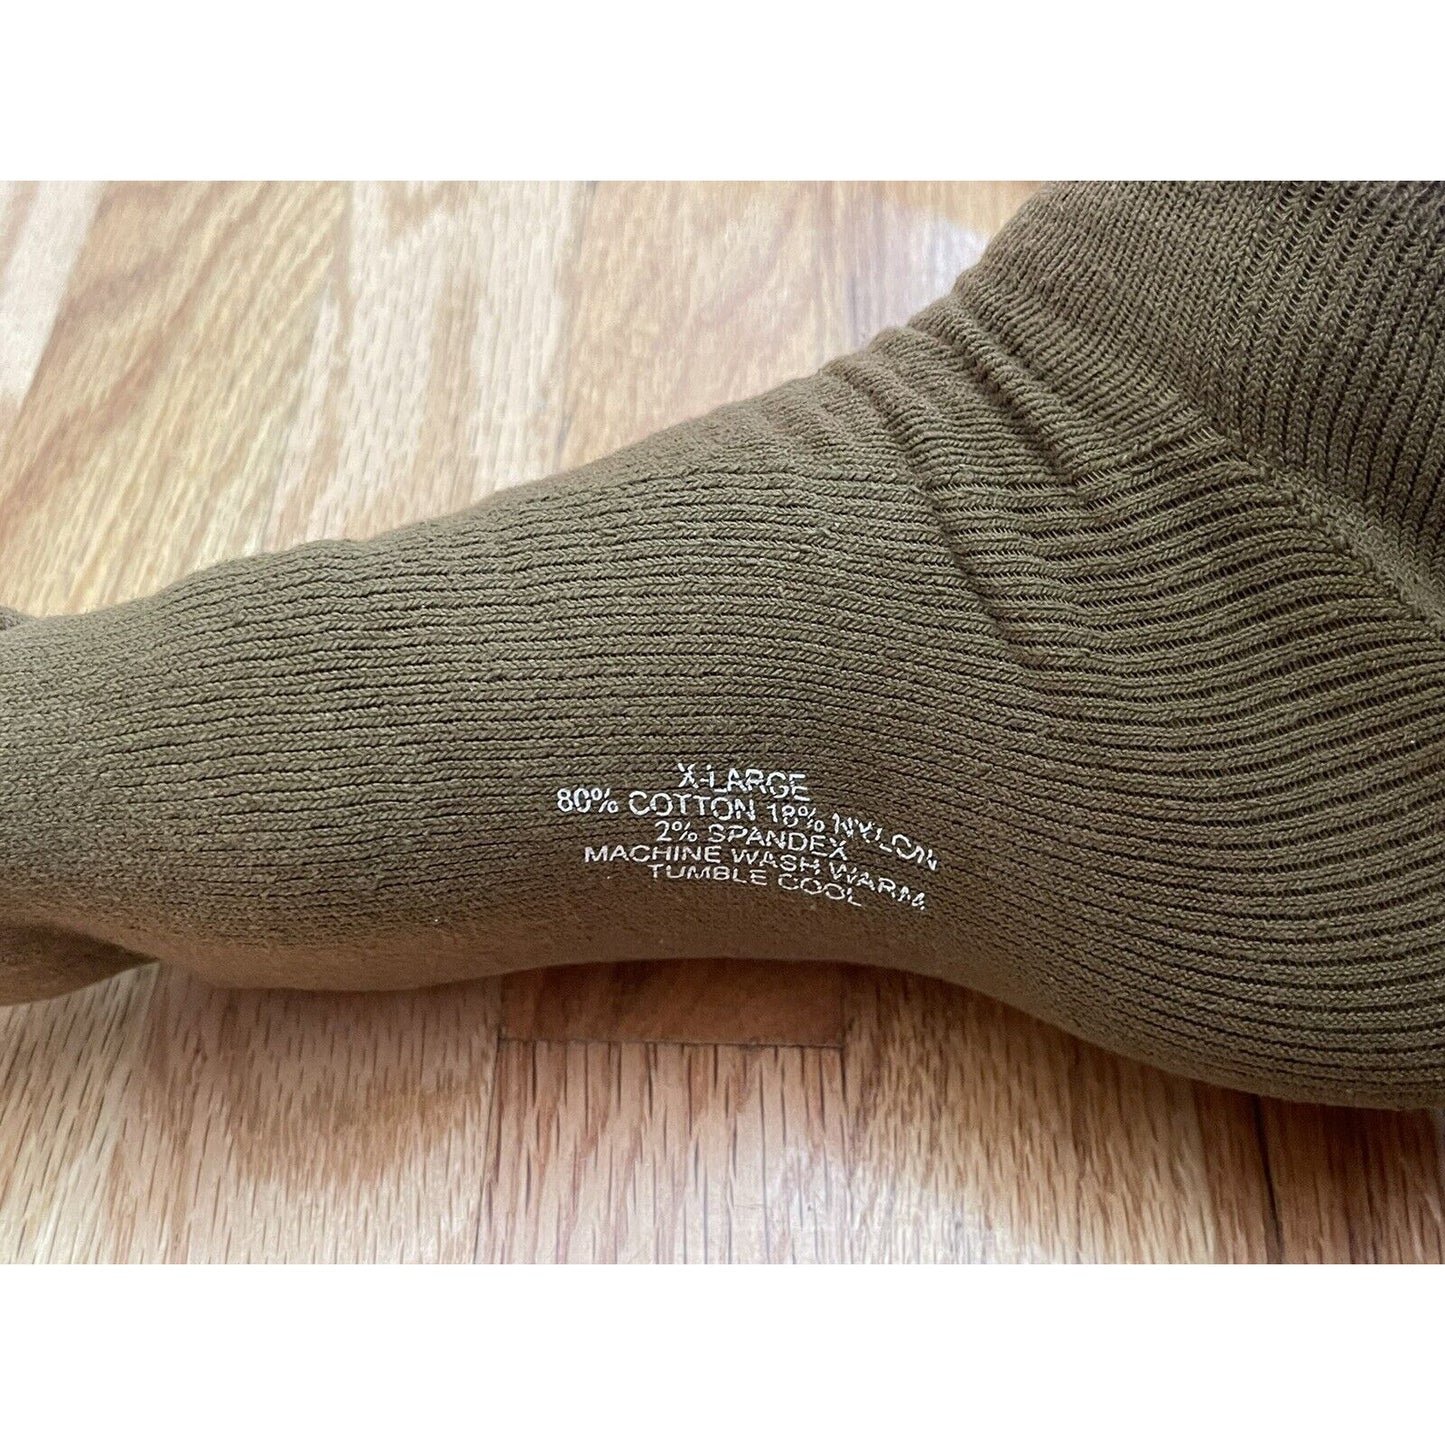 X-LARGE
80% COTTON 18% NYLON
2% SPANDEX
MACHINE WASH WARM
TUMBLE COOL